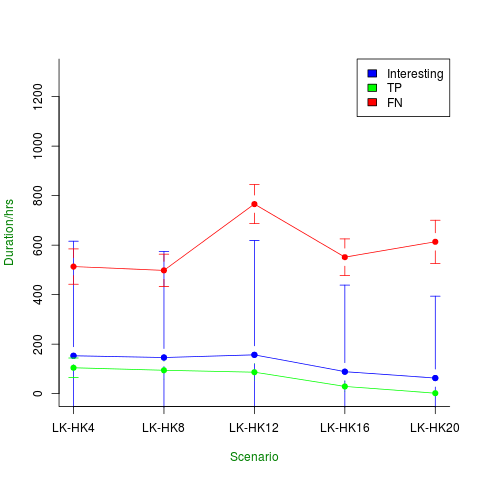 Interesting
TP
FN
Duration/hrs
1200
1000
800
600
400
200
0
LK-HK4 LK-HK8 LK-HK12 LK-HK16 LK-HK20
Scenario